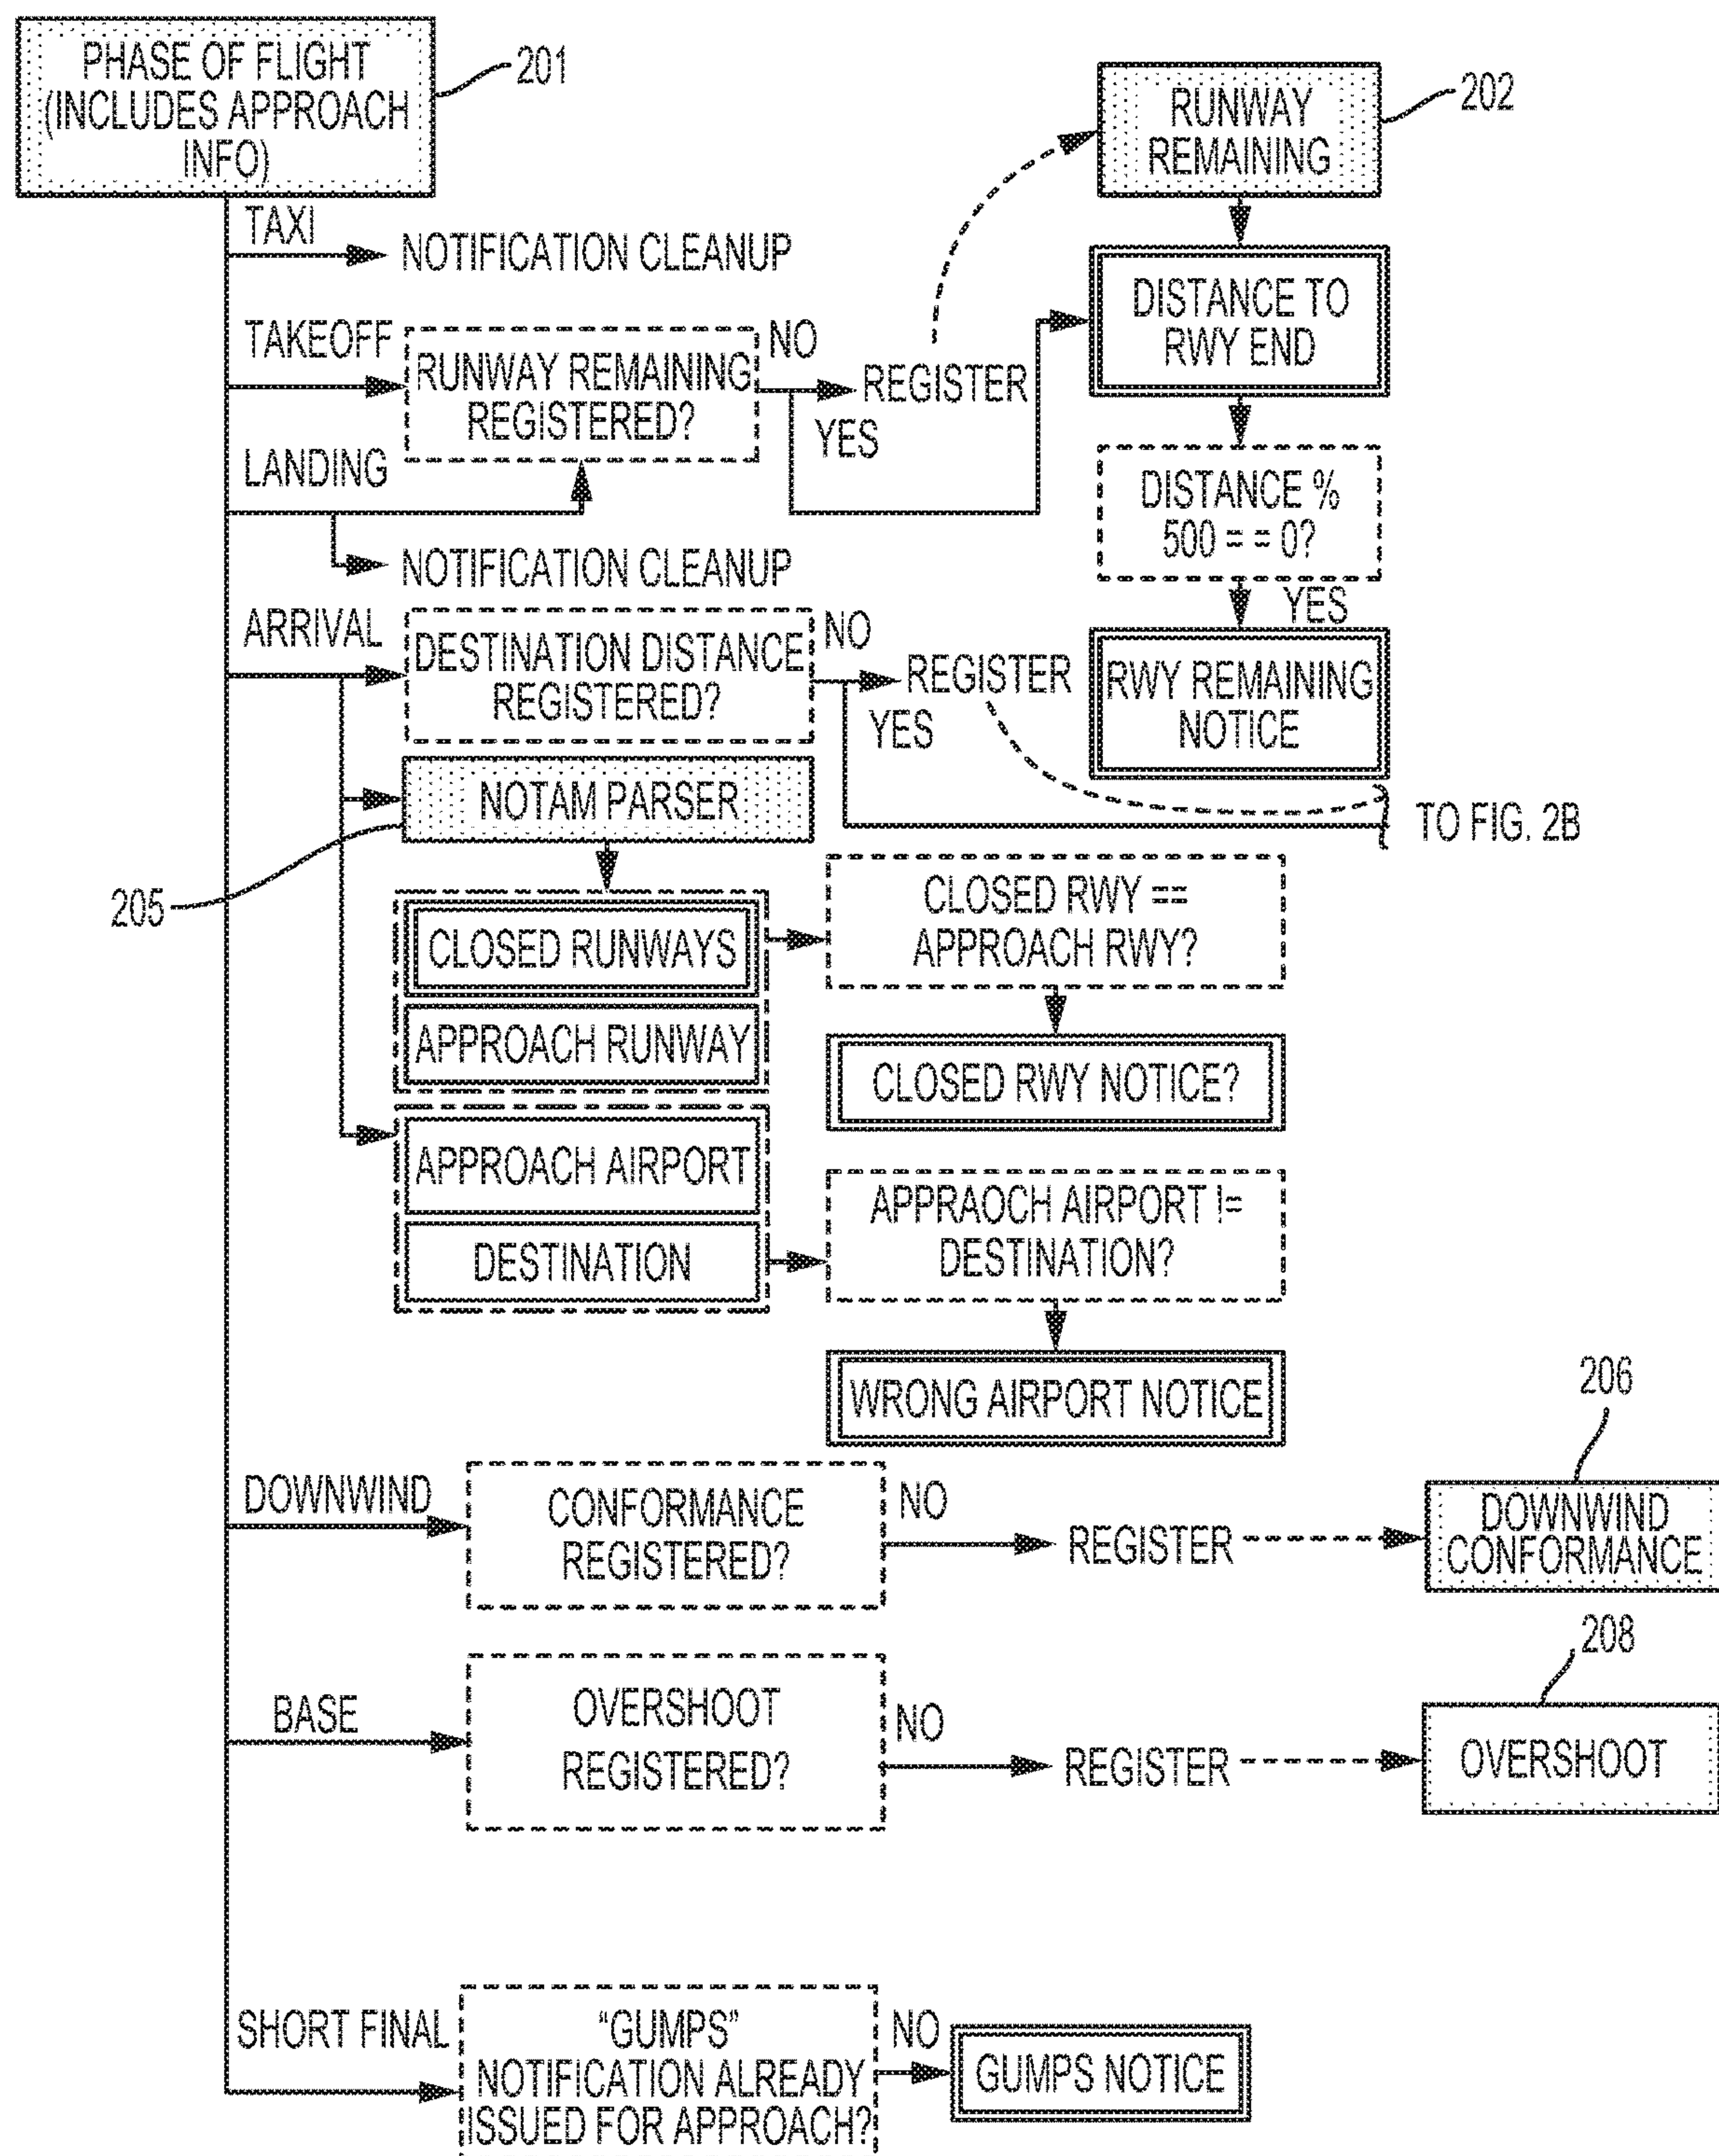 PHASE OF FLIGHT
(INCLUDES APPROACH
INFO)
201
RUNWAY
REMAINING
202
TAXI
NOTIFICATION CLEANUP
DISTANCE TO
RWY END
TAKEOFF
RUNWAY REMAINING
REGISTERED?
NO
REGISTER
YES
LANDING
NOTIFICATION CLEANUP
DISTANCE %
500 = = 0?
YES
RWY REMAINING
NOTICE
ARRIVAL
DESTINATION DISTANCE
REGISTERED?
NO
REGISTER
YES
TO FIG. 2B
NOTAM PARSER
205
CLOSED RUNWAYS
APPROACH RUNWAY
CLOSED RWY ==
APPROACH RWY?
CLOSED RWY NOTICE?
APPROACH AIRPORT
DESTINATION
APPRAOCH AIRPORT !=
DESTINATION?
WRONG AIRPORT NOTICE
DOWNWIND
CONFORMANCE
REGISTERED?
NO
REGISTER
206
DOWNWIND
CONFORMANCE
BASE
OVERSHOOT
REGISTERED?
NO
REGISTER
208
OVERSHOOT
SHORT FINAL
“GUMPS”
NOTIFICATION ALREADY
ISSUED FOR APPROACH?
NO
GUMPS NOTICE